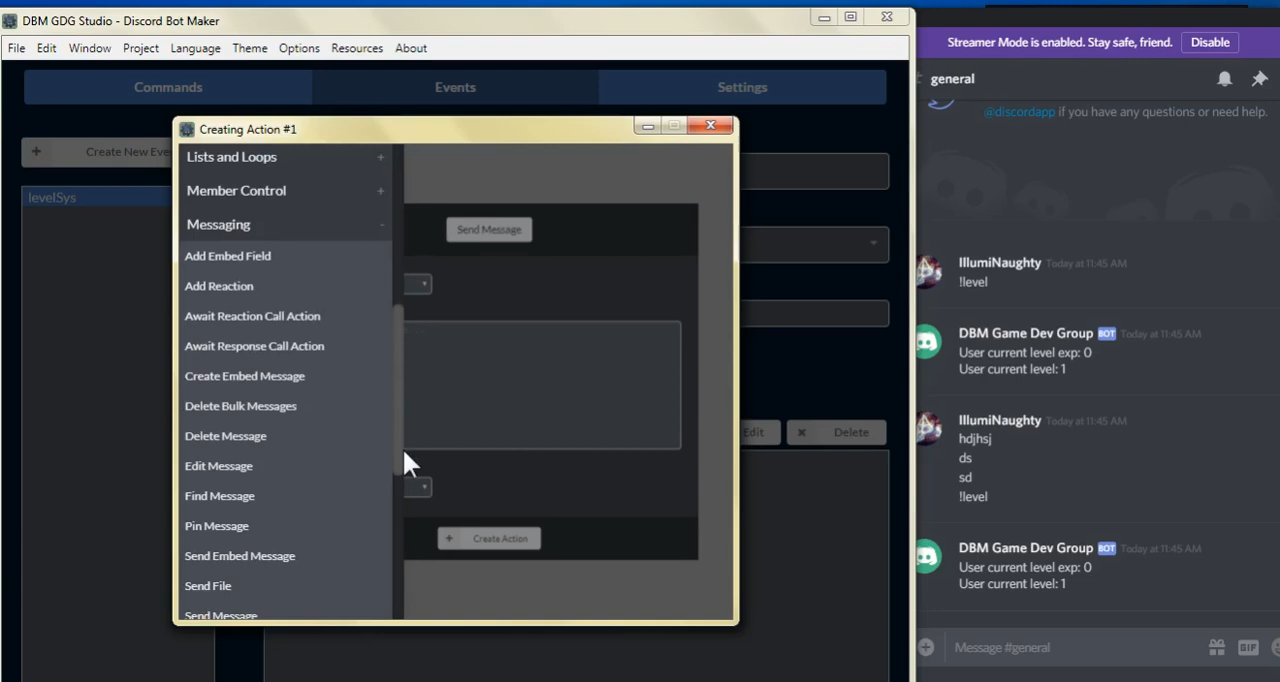 DBM GDG Studio - Discord Bot Maker
File Edit Window Project Language Theme Options Resources About
Commands Events Settings
Create New Eve
levelSys
Creating Action #1
Lists and Loops
Member Control
Messaging
Add Embed Field
Add Reaction
Await Reaction Call Action
Await Response Call Action
Create Embed Message
Delete Bulk Messages
Delete Message
Edit Message
Find Message
Pin Message
Send Embed Message
Send File
Send Message
Send Message
Create Action
Edit
Delete
Streamer Mode is enabled. Stay safe, friend. Disable
general
@discordapp if you have any questions or need help.
IllumiNaughty Today at 11:45 AM
!level
DBM Game Dev Group BOT Today at 11:45 AM
User current level exp: 0
User current level: 1
IllumiNaughty Today at 11:45 AM
hdjhsj
ds
sd
!level
DBM Game Dev Group BOT Today at 11:45 AM
User current level exp: 0
User current level: 1
Message #general
GIF